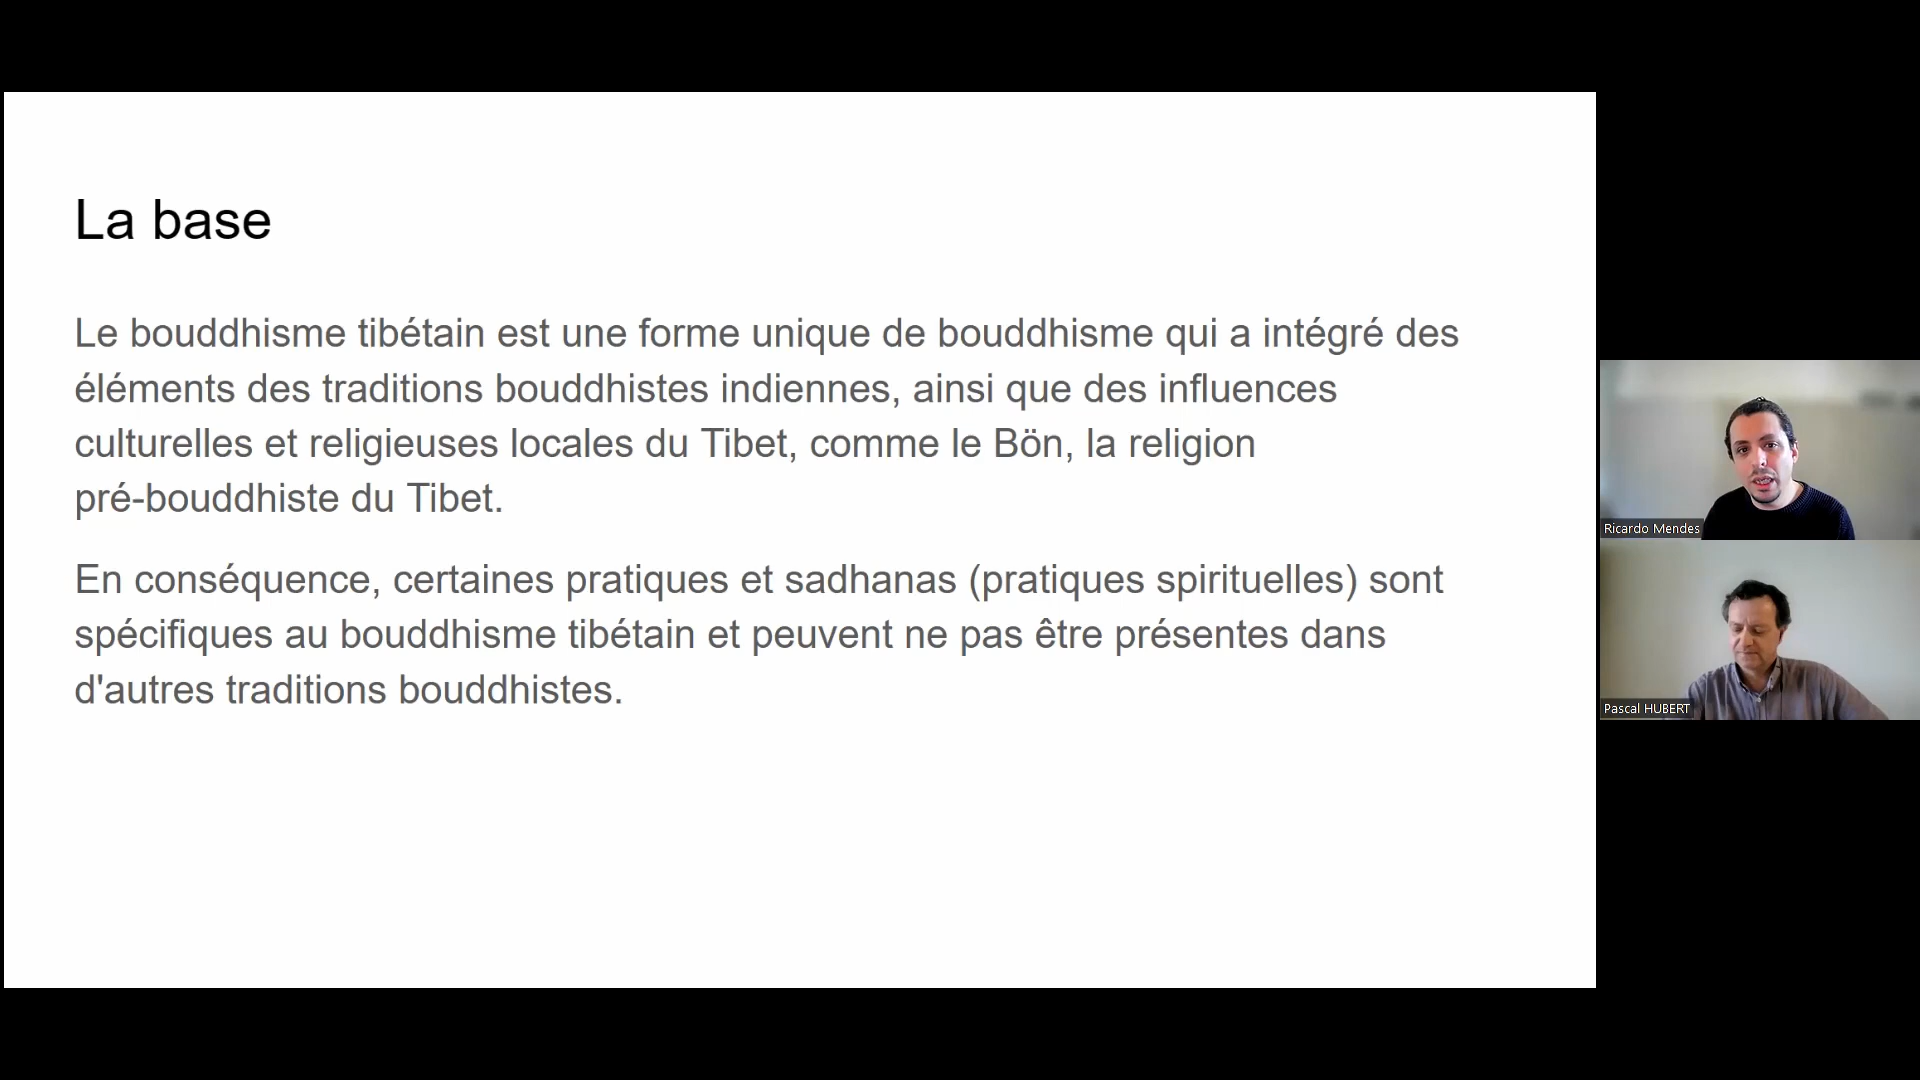 La base
Le bouddhisme tibétain est une forme unique de bouddhisme qui a intégré des
éléments des traditions bouddhistes indiennes, ainsi que des influences
culturelles et religieuses locales du Tibet, comme le Bön, la religion
pré-bouddhiste du Tibet.
En conséquence, certaines pratiques et sadhanas (pratiques spirituelles) sont
spécifiques au bouddhisme tibétain et peuvent ne pas être présentes dans
d'autres traditions bouddhistes.
Ricardo Mendes
Pascal HUBERT